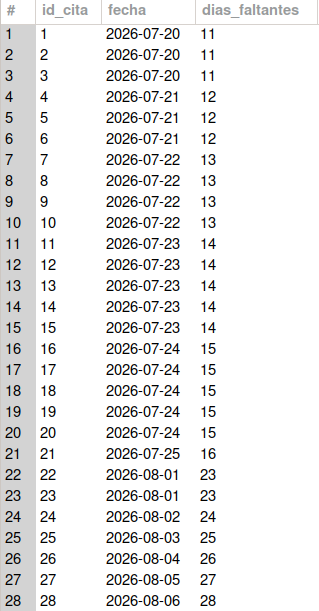 # id_cita fecha dias_faltantes
1 1 2026-07-20 11
2 2 2026-07-20 11
3 3 2026-07-20 11
4 4 2026-07-21 12
5 5 2026-07-21 12
6 6 2026-07-21 12
7 7 2026-07-22 13
8 8 2026-07-22 13
9 9 2026-07-22 13
10 10 2026-07-22 13
11 11 2026-07-23 14
12 12 2026-07-23 14
13 13 2026-07-23 14
14 14 2026-07-23 14
15 15 2026-07-23 14
16 16 2026-07-24 15
17 17 2026-07-24 15
18 18 2026-07-24 15
19 19 2026-07-24 15
20 20 2026-07-24 15
21 21 2026-07-25 16
22 22 2026-08-01 23
23 23 2026-08-01 23
24 24 2026-08-02 24
25 25 2026-08-03 25
26 26 2026-08-04 26
27 27 2026-08-05 27
28 28 2026-08-06 28